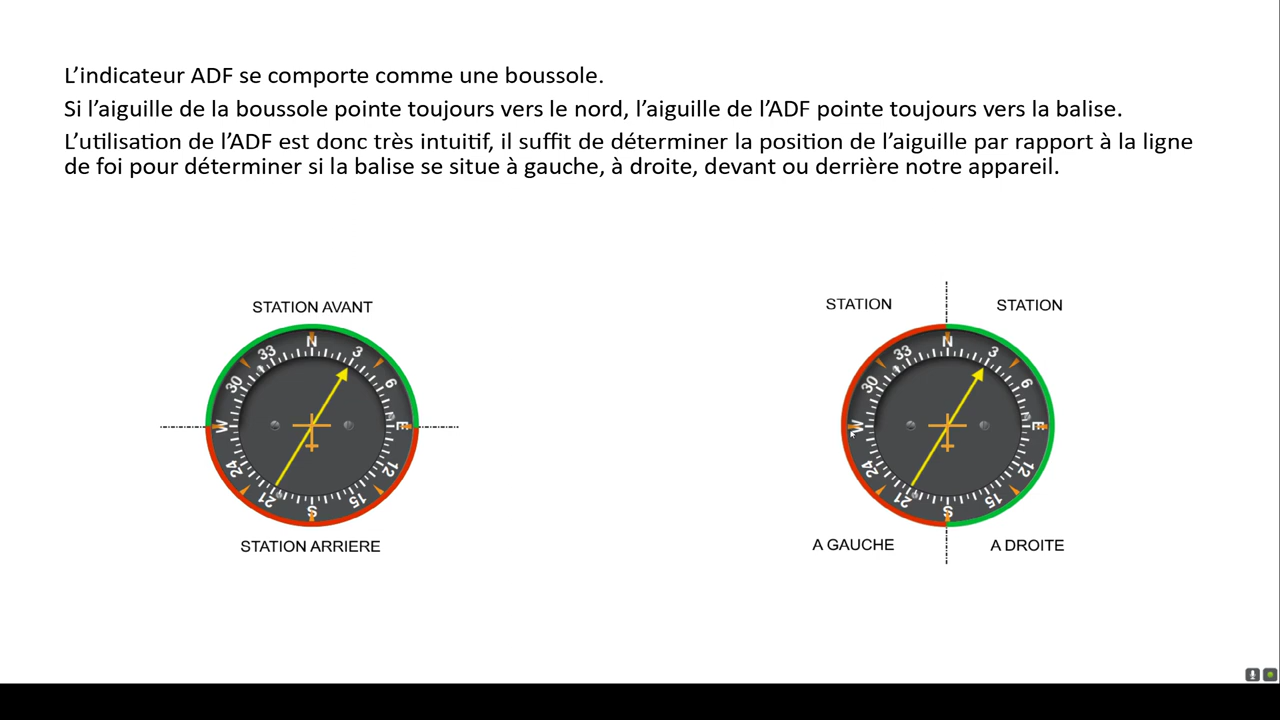 L'indicateur ADF se comporte comme une boussole.
Si l'aiguille de la boussole pointe toujours vers le nord, l'aiguille de l'ADF pointe toujours vers la balise.
L'utilisation de l'ADF est donc très intuitif, il suffit de déterminer la position de l'aiguille par rapport à la ligne
de foi pour déterminer si la balise se situe à gauche, à droite, devant ou derrière notre appareil.
STATION AVANT
N
3
6
E
12
15
S
21
24
W
30
33
STATION ARRIERE
STATION
STATION
N
3
6
E
12
15
S
21
24
W
30
33
A GAUCHE
A DROITE